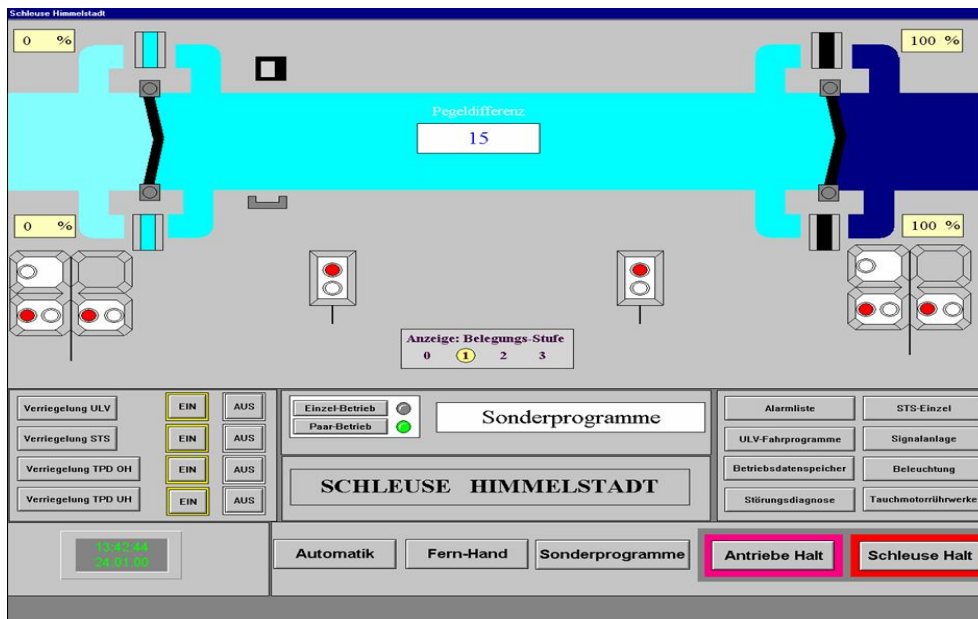 Schleuse Himmelstadt
0 %
100 %
Pegeldifferenz
15
0 %
100 %
Anzeige: Belegungs-Stufe
0 1 2 3
Verriegelung ULV EIN AUS
Verriegelung STS EIN AUS
Verriegelung TPD OH EIN AUS
Verriegelung TPD UH EIN AUS
Einzel-Betrieb
Paar-Betrieb
Sonderprogramme
SCHLEUSE HIMMELSTADT
Alarmliste STS-Einzel
ULV-Fahrprogramme Signalanlage
Betriebsdatenspeicher Beleuchtung
Störungsdiagnose Tauchmotorrührwerke
13:42:44
24.01.00
Automatik Fern-Hand Sonderprogramme Antriebe Halt Schleuse Halt